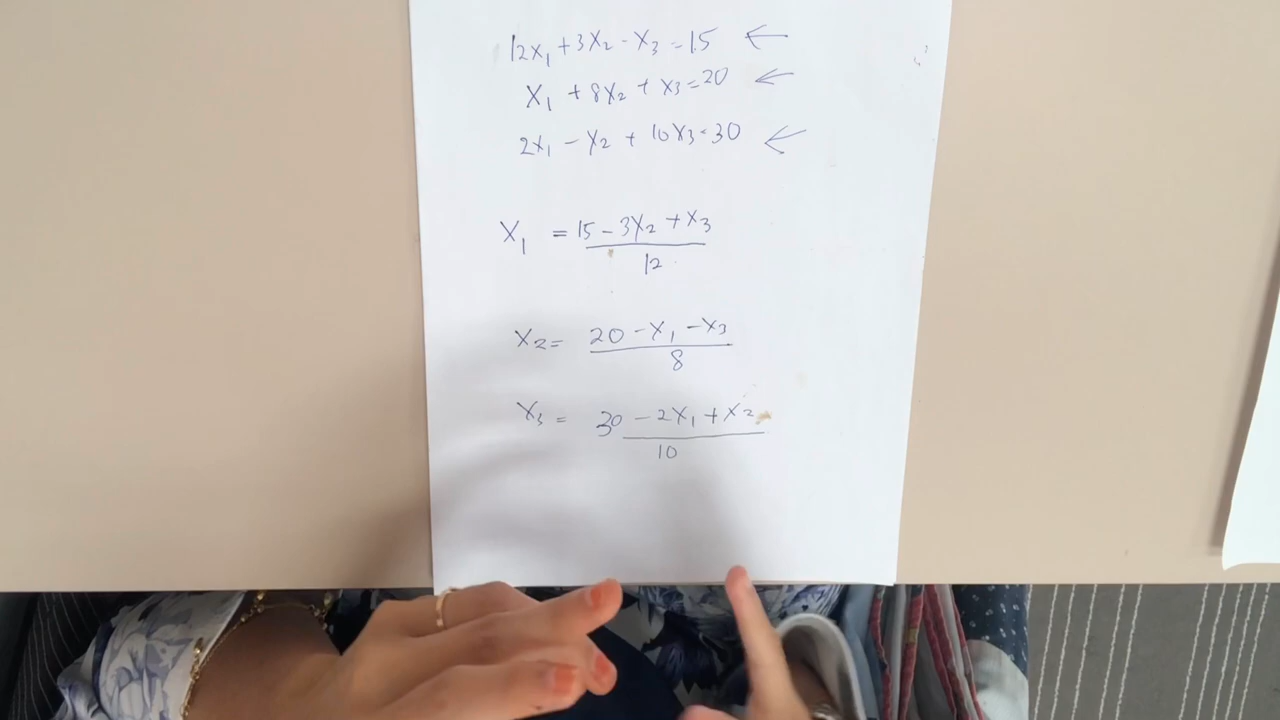 12x₁ + 3x₂ - x₃ = 15 ←
x₁ + 8x₂ + x₃ = 20 ←
2x₁ - x₂ + 10x₃ = 30 ←
x₁ = 15 - 3x₂ + x₃
12
x₂ = 20 - x₁ - x₃
8
x₃ = 30 - 2x₁ + x₂
10